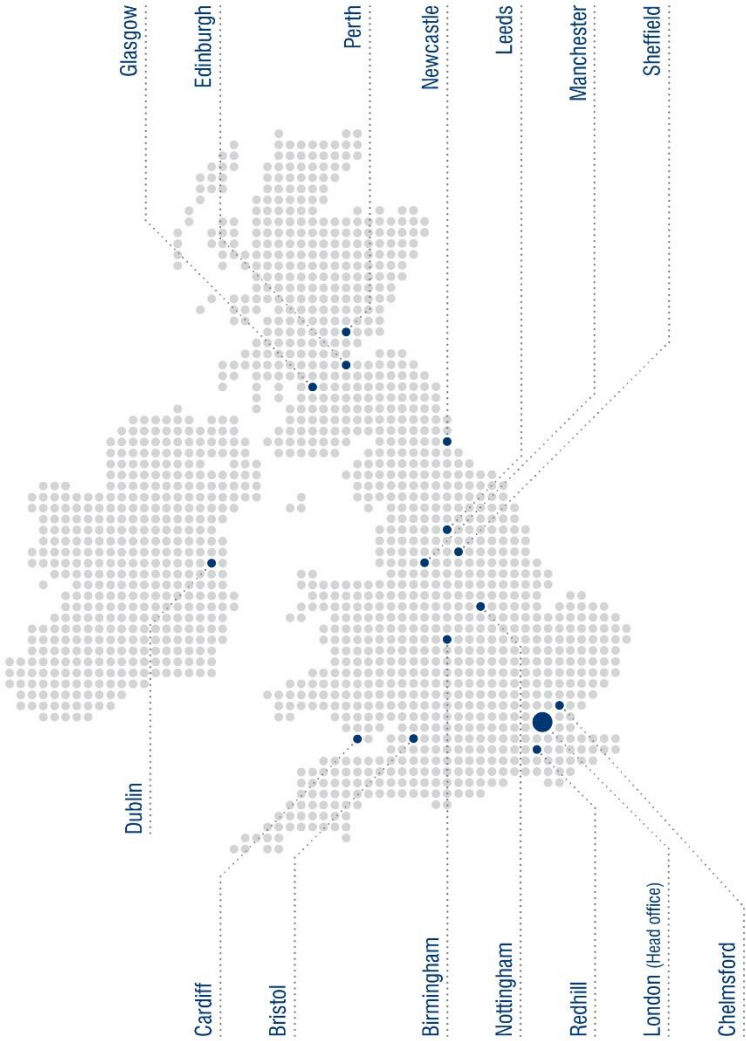 Glasgow
Edinburgh
Perth
Newcastle
Leeds
Manchester
Sheffield
Dublin
Cardiff
Bristol
Birmingham
Nottingham
Redhill
London (Head office)
Chelmsford